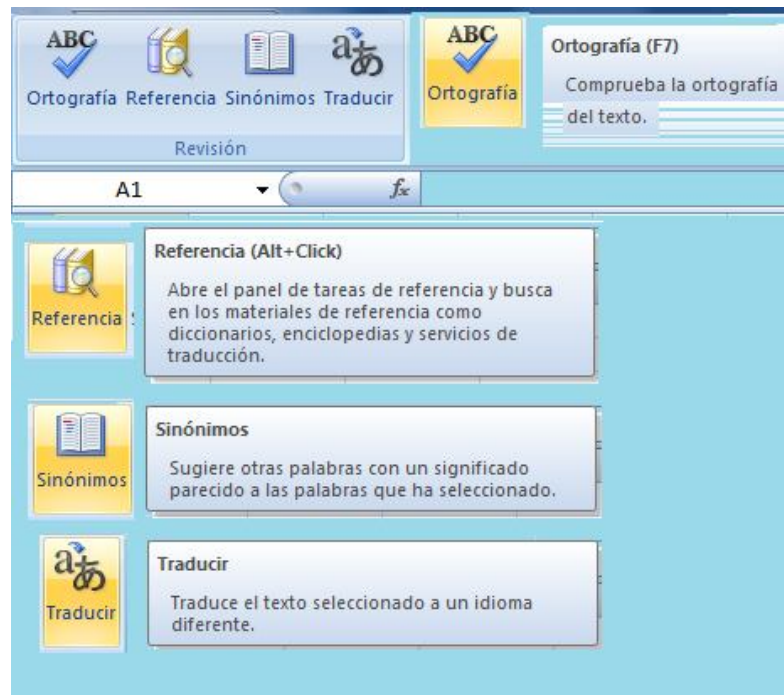 ABC
Ortografía Referencia Sinónimos Traducir
Revisión
ABC
Ortografía
Ortografía (F7)
Comprueba la ortografía
del texto.
A1
fx
Referencia
Referencia (Alt+Click)
Abre el panel de tareas de referencia y busca
en los materiales de referencia como
diccionarios, enciclopedias y servicios de
traducción.
Sinónimos
Sinónimos
Sugiere otras palabras con un significado
parecido a las palabras que ha seleccionado.
aあ
Traducir
Traducir
Traduce el texto seleccionado a un idioma
diferente.